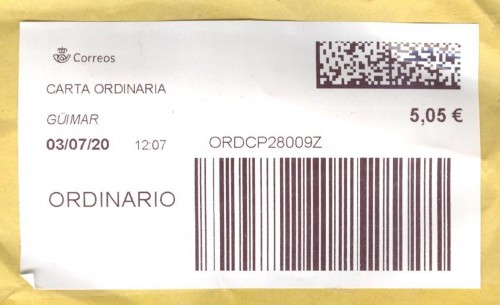 Correos
CARTA ORDINARIA
5,05 €
GÜIMAR
03/07/20 12:07
ORDCP28009Z
ORDINARIO